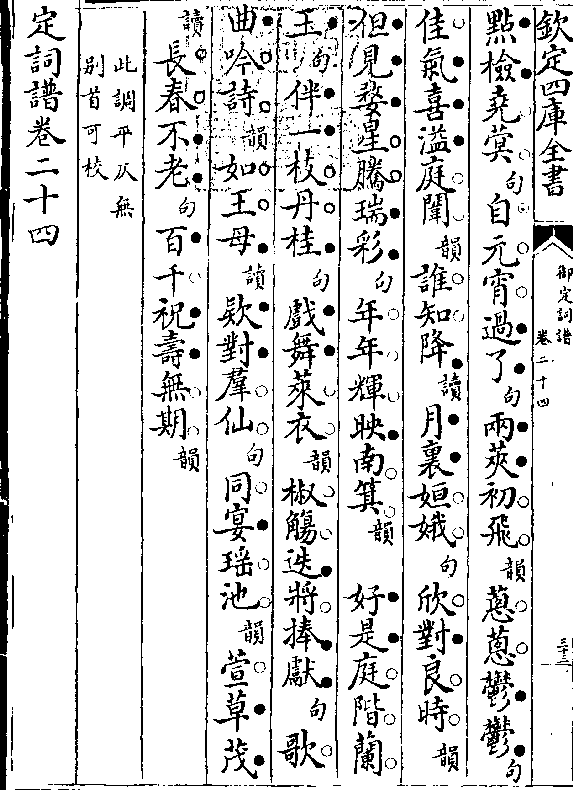 欽定四庫全書
御定詞譜 卷二十四
三十三
點檢堯蓂句自元宵過了句兩莢初飛韻蔥蔥鬱鬱句
佳氣喜溢庭闈韻誰知降讀月裏姮娥句欣對良時韻
但見婺星騰瑞彩句年年輝映南箕韻 好是庭階蘭
玉句伴一枝丹桂句戲舞萊衣韻椒觴迭將捧獻句歌
曲吟詩韻如王母讀欵對羣仙句同宴瑶池韻萱草茂
讀長春不老句百千祝壽無期韻
此調平仄無
别首可校
定詞譜卷二十四